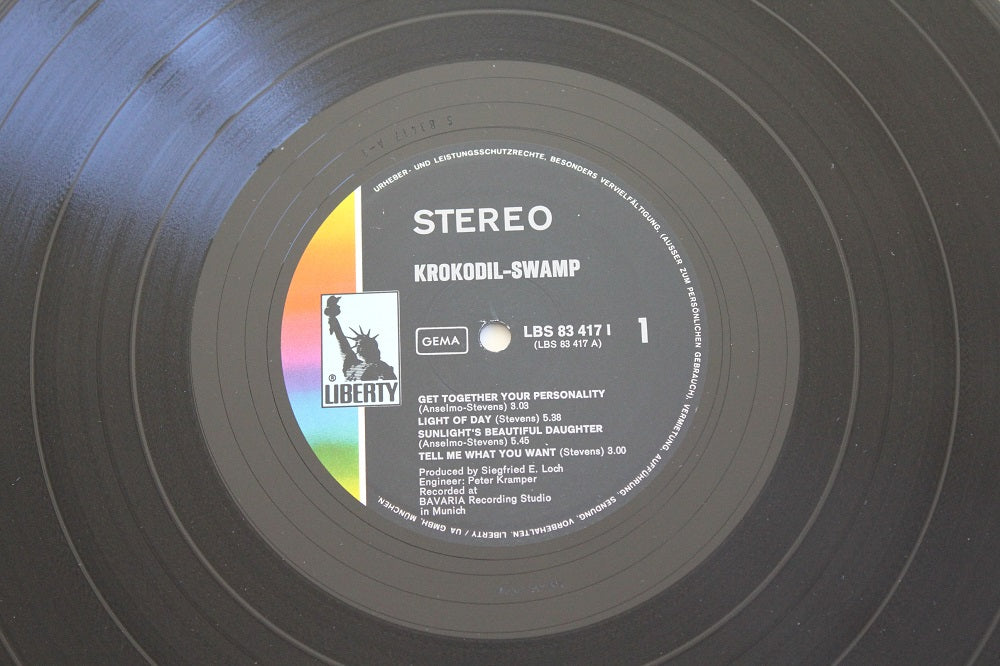 S 83417 A-1
URHEBER- UND LEISTUNGSSCHUTZRECHTE, BESONDERS VERVIELFÄLTIGUNG, (AUSSER ZUM PERSÖNLICHEN GEBRAUCH), VERMIETUNG, AUFFÜHRUNG, SENDUNG, VORBEHALTEN. LIBERTY / UA GMBH, MÜNCHEN
STEREO
KROKODIL-SWAMP
® LIBERTY
GEMA
LBS 83 417 I
(LBS 83 417 A)
1
GET TOGETHER YOUR PERSONALITY
(Anselmo-Stevens) 3.03
LIGHT OF DAY (Stevens) 5.38
SUNLIGHT'S BEAUTIFUL DAUGHTER
(Anselmo-Stevens) 5.45
TELL ME WHAT YOU WANT (Stevens) 3.00
Produced by Siegfried E. Loch
Engineer: Peter Kramper
Recorded at
BAVARIA Recording Studio
in Munich